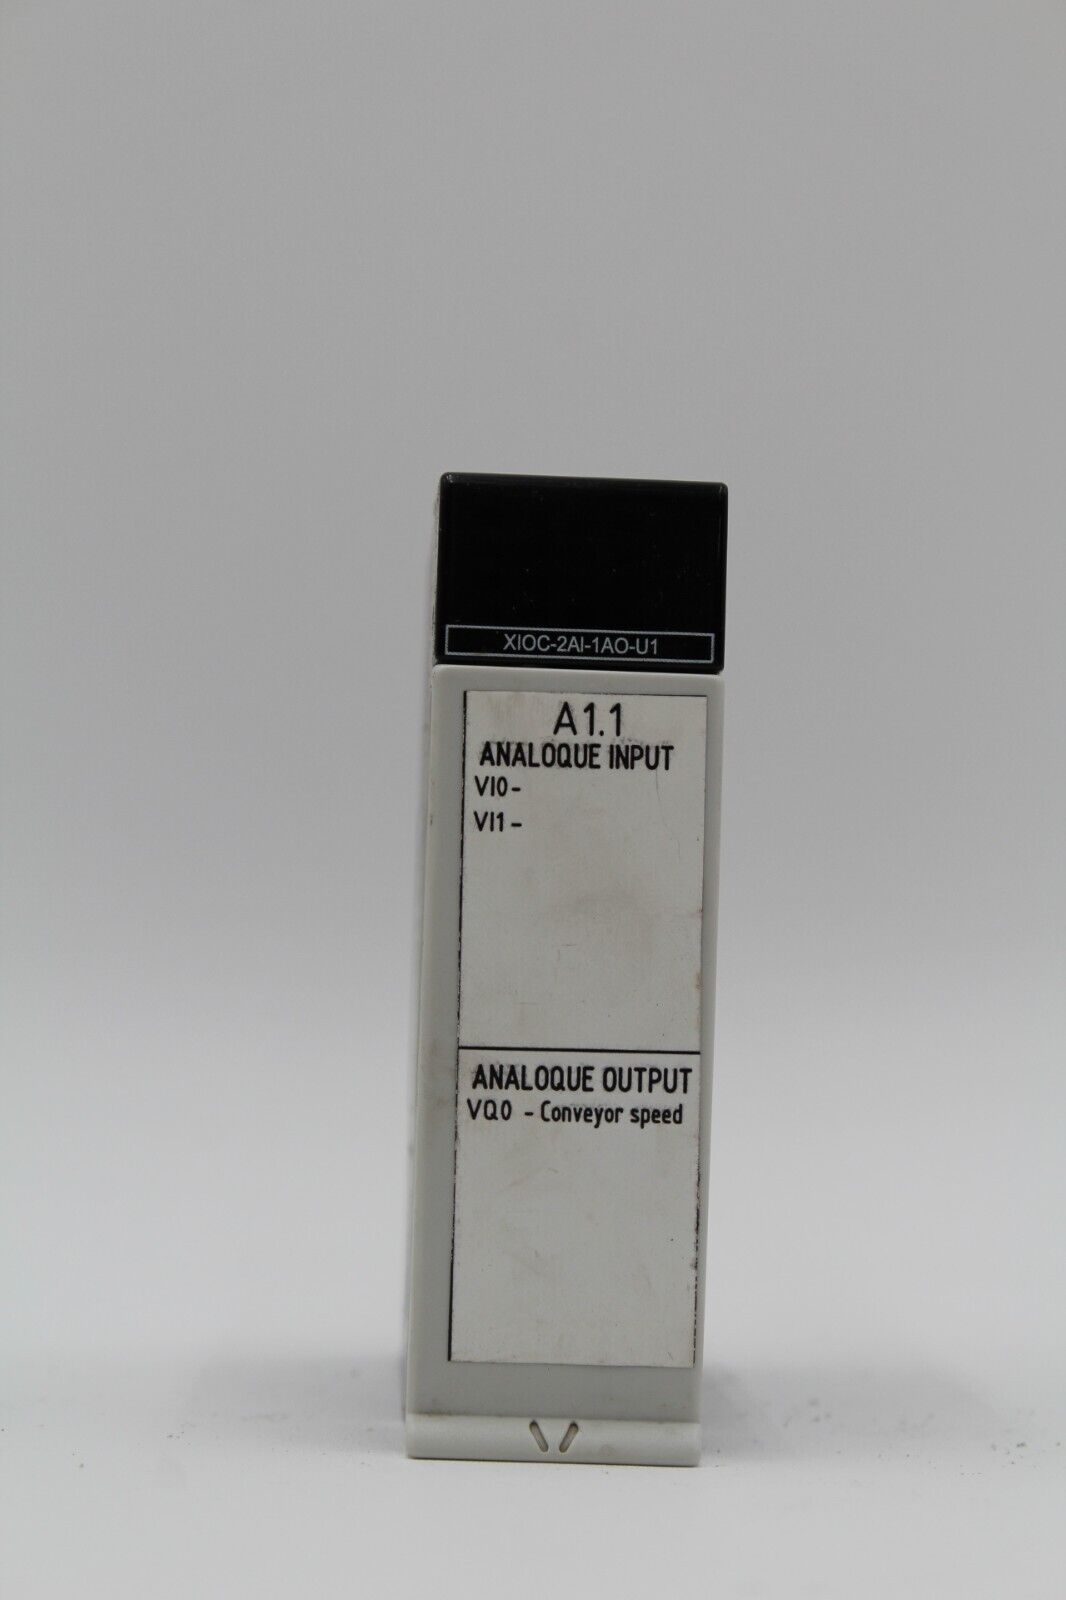 XIOC-2AI-1AO-U1
A1.1
ANALOQUE INPUT
VI0 -
VI1 -
ANALOQUE OUTPUT
VQ0 - Conveyor speed